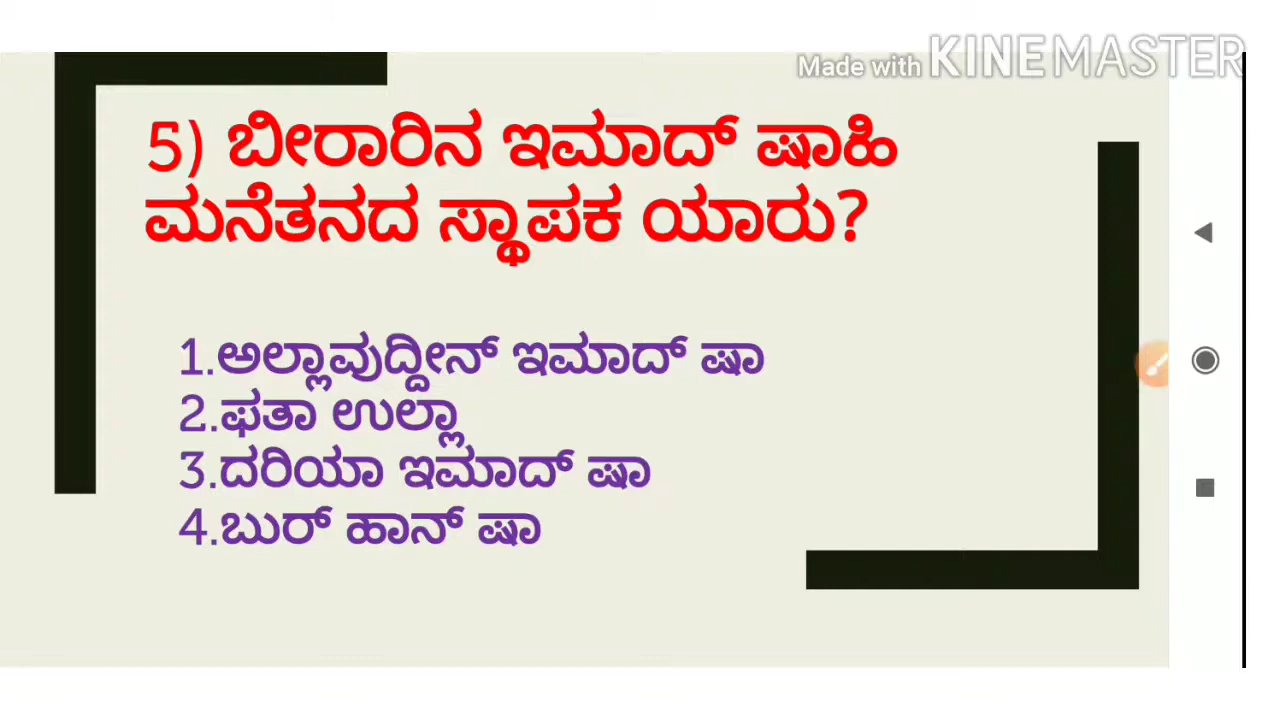 Made with KINEMASTER
5) ಬೀರಾರಿನ ಇಮಾದ್ ಷಾಹಿ
ಮನೆತನದ ಸ್ಥಾಪಕ ಯಾರು?
1.ಅಲ್ಲಾವುದ್ದೀನ್ ಇಮಾದ್ ಷಾ
2.ಫತಾ ಉಲ್ಲಾ
3.ದರಿಯಾ ಇಮಾದ್ ಷಾ
4.ಬುರ್ ಹಾನ್ ಷಾ